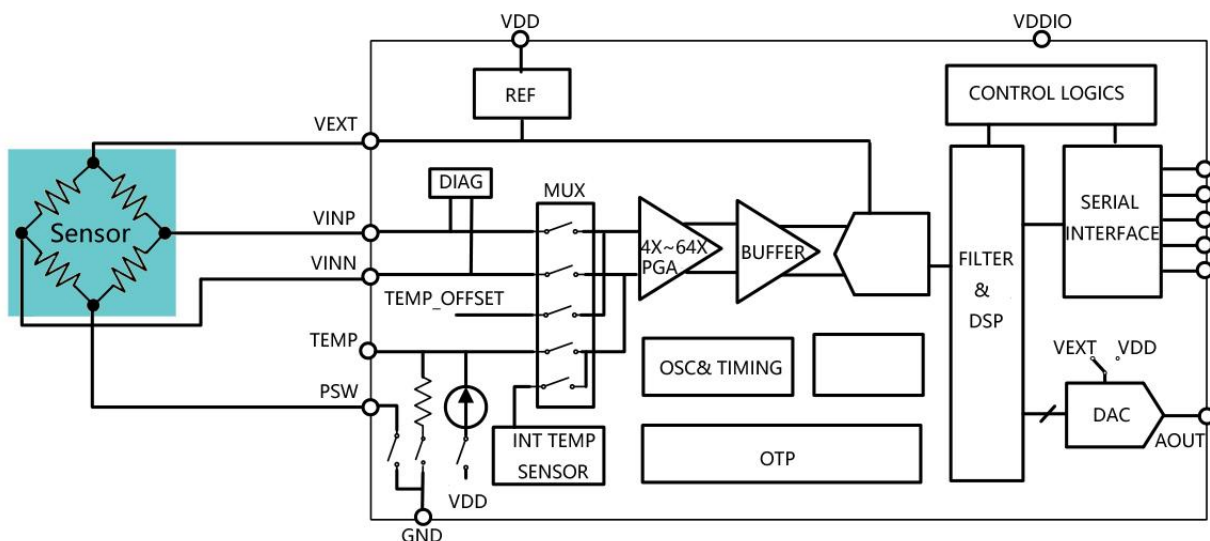 VDD
VDDIO
REF
CONTROL LOGICS
VEXT
DIAG
MUX
Sensor
VINP
VINN
4X~64X
PGA
BUFFER
FILTER
&
DSP
SERIAL
INTERFACE
TEMP_OFFSET
TEMP
OSC& TIMING
VEXT
VDD
PSW
DAC
AOUT
INT TEMP
SENSOR
OTP
VDD
GND